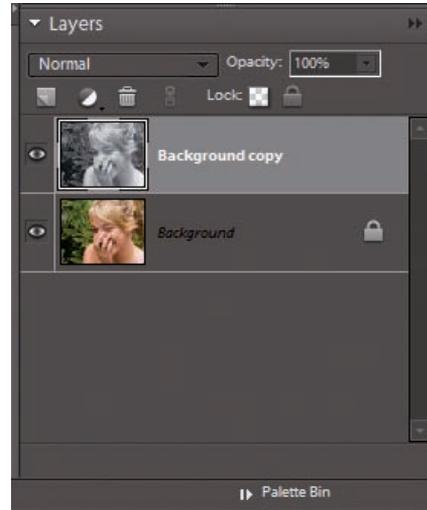 Layers
Normal Opacity: 100%
Lock:
Background copy
Background
Palette Bin